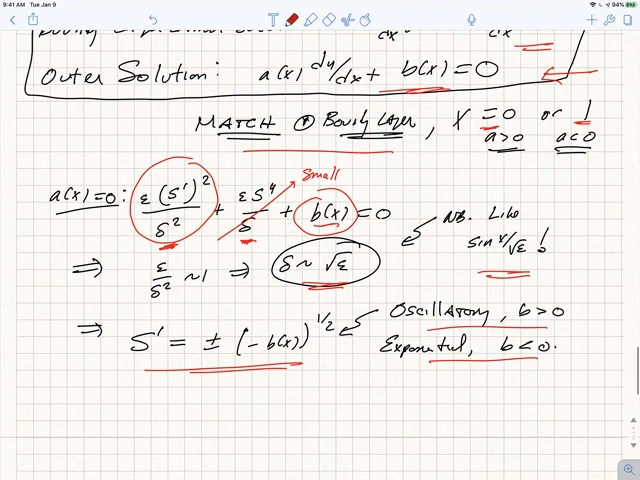 9:41 AM Tue Jan 9
94%
Outer Solution: a(x) dy/dx + b(x) = 0
MATCH @ Bound'y Layer, x = 0 or 1
a>0 a<0
a(x)=0: ε(S')²/δ² + εS''/δ + b(x) = 0
small
NB. Like
sin x/√ε !
⇒ ε/δ² ~ 1 ⇒ δ ~ √ε
⇒ S' = ± (-b(x))^1/2
Oscillatory, b > 0
Exponential, b < 0.